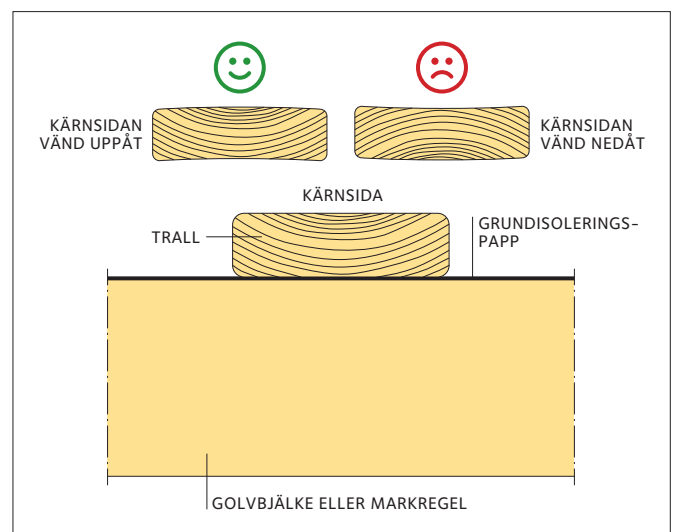 KÄRNSIDAN
VÄND UPPÅT
KÄRNSIDAN
VÄND NEDÅT
KÄRNSIDA
TRALL
GRUNDISOLERINGS-
PAPP
GOLVBJÄLKE ELLER MARKREGEL